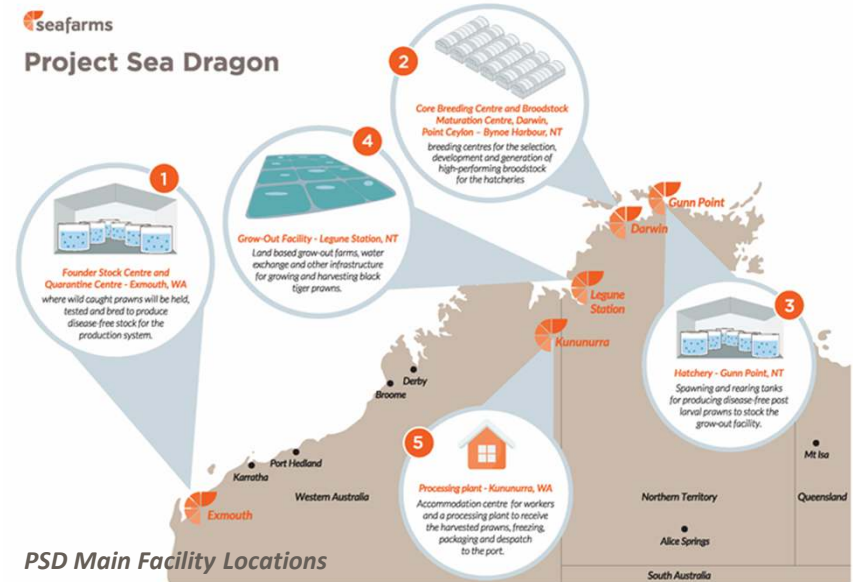 seafarms
Project Sea Dragon
1
Founder Stock Centre and
Quarantine Centre - Exmouth, WA
where wild caught prawns will be held,
tested and bred to produce
disease-free stock for the
production system.
2
Core Breeding Centre and Broodstock
Maturation Centre, Darwin,
Point Ceylon – Bynoe Harbour, NT
breeding centres for the selection,
development and generation of
high-performing broodstock
for the hatcheries
4
Grow-Out Facility - Legune Station, NT
Land based grow-out farms, water
exchange and other infrastructure
for growing and harvesting black
tiger prawns.
3
Hatchery - Gunn Point, NT
Spawning and rearing tanks
for producing disease-free post
larval prawns to stock the
grow-out facility.
5
Processing plant - Kununurra, WA
Accommodation centre for workers
and a processing plant to receive
the harvested prawns, freezing,
packaging and despatch
to the port.
Gunn Point
Darwin
Legune
Station
Kununurra
Derby
Broome
Port Hedland
Karratha
Exmouth
Western Australia
Northern Territory
Mt Isa
Queensland
Alice Springs
South Australia
PSD Main Facility Locations